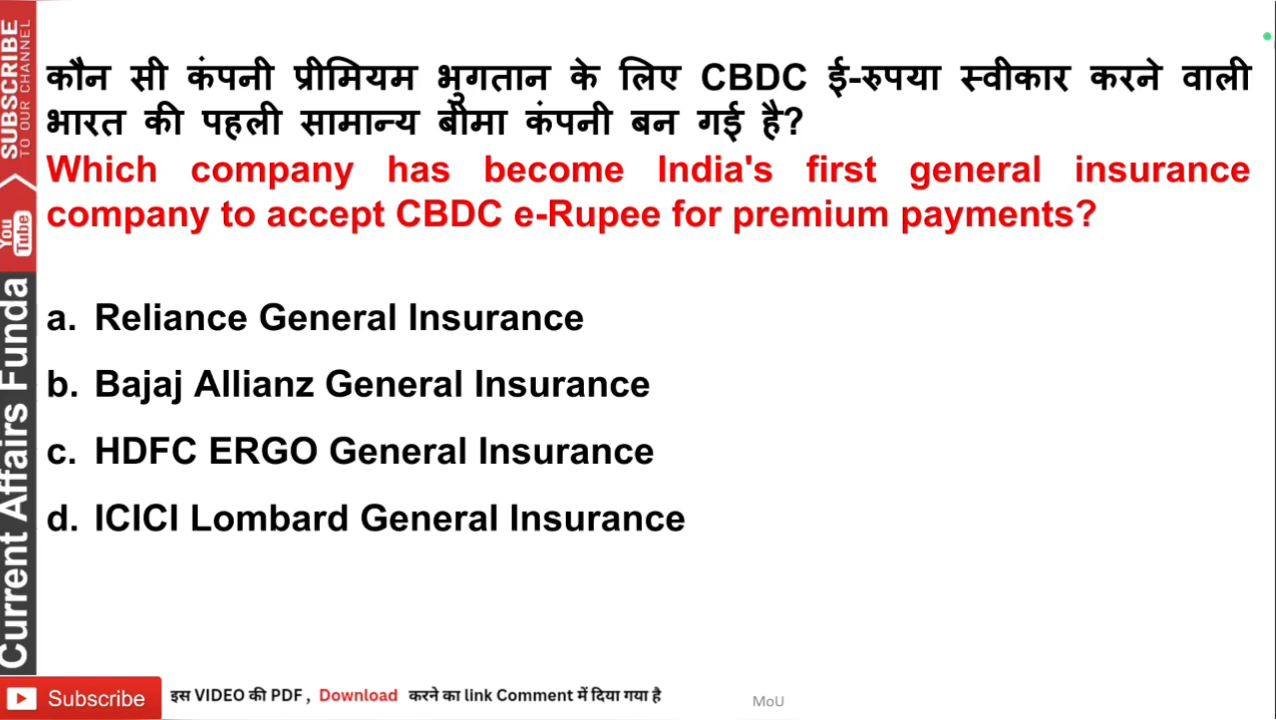 कौन सी कंपनी प्रीमियम भुगतान के लिए CBDC ई-रुपया स्वीकार करने वाली
भारत की पहली सामान्य बीमा कंपनी बन गई है?
Which company has become India's first general insurance
company to accept CBDC e-Rupee for premium payments?
a. Reliance General Insurance
b. Bajaj Allianz General Insurance
c. HDFC ERGO General Insurance
d. ICICI Lombard General Insurance
SUBSCRIBE
TO OUR CHANNEL
You Tube
Current Affairs Funda
Subscribe
इस VIDEO की PDF , Download करने का link Comment में दिया गया है
MoU